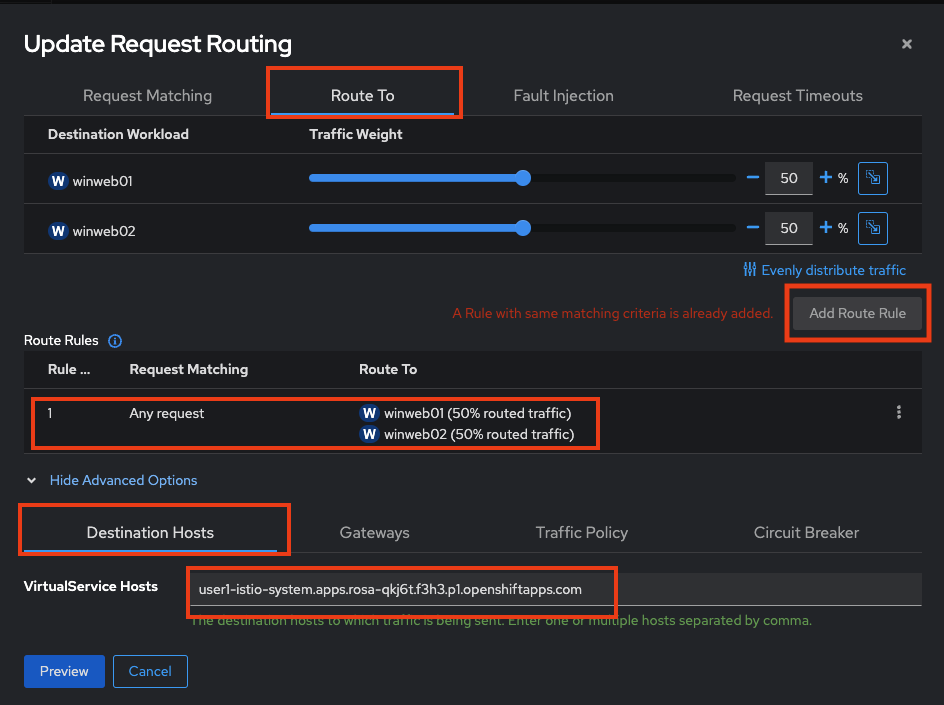 Update Request Routing
Request Matching Route To Fault Injection Request Timeouts
Destination Workload Traffic Weight
W winweb01 50 %
W winweb02 50 %
Evenly distribute traffic
A Rule with same matching criteria is already added. Add Route Rule
Route Rules
Rule ... Request Matching Route To
1 Any request W winweb01 (50% routed traffic)
W winweb02 (50% routed traffic)
Hide Advanced Options
Destination Hosts Gateways Traffic Policy Circuit Breaker
VirtualService Hosts user1-istio-system.apps.rosa-qkj6t.f3h3.p1.openshiftapps.com
The destination hosts to which traffic is being sent. Enter one or multiple hosts separated by comma.
Preview Cancel